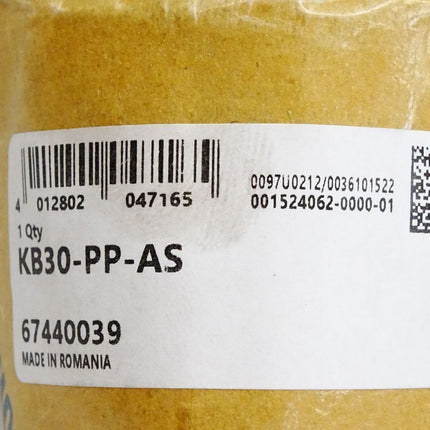 4 012802 047165
0097U0212/0036101522
001524062-0000-01
1 Qty
KB30-PP-AS
67440039
MADE IN ROMANIA